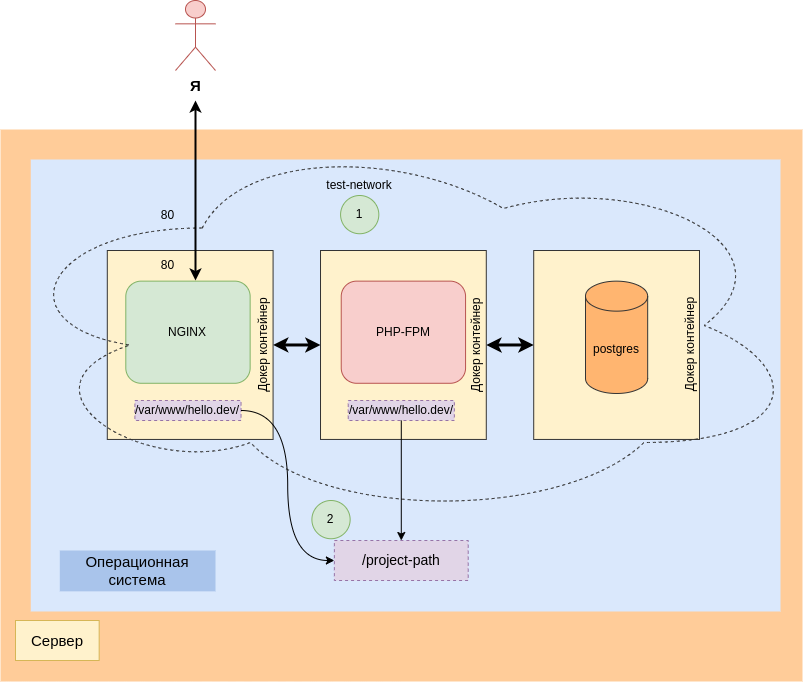 Я
test-network
1
80
80
NGINX
Докер контейнер
PHP-FPM
Докер контейнер
postgres
Докер контейнер
/var/www/hello.dev/
/var/www/hello.dev/
2
/project-path
Операционная
система
Сервер